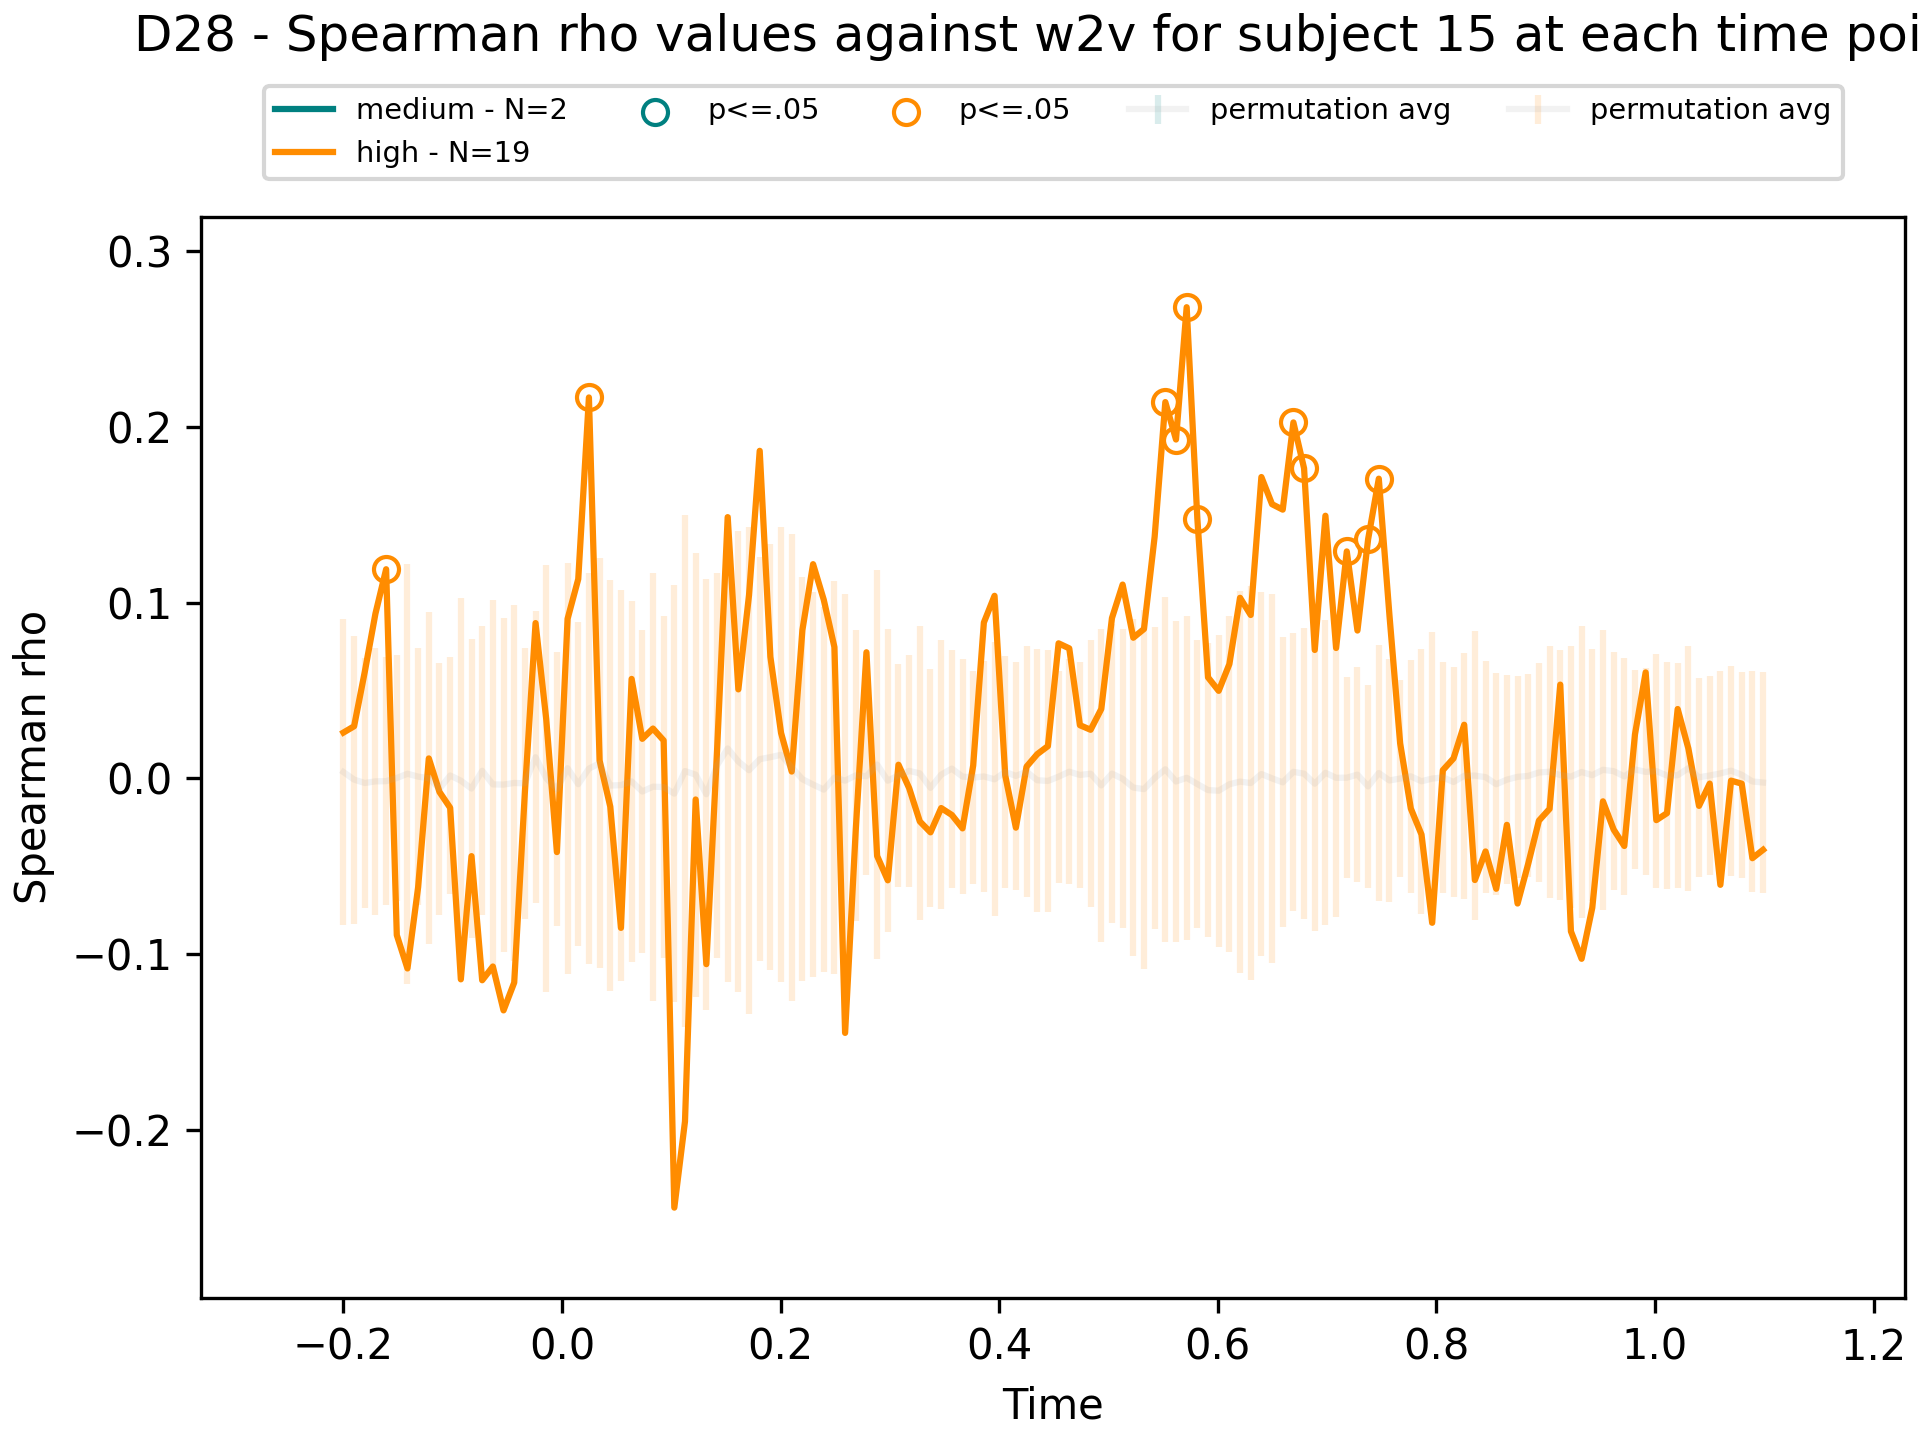 D28 - Spearman rho values against w2v for subject 15 at each time poi
medium - N=2
high - N=19
p<=.05
p<=.05
permutation avg
permutation avg
0.3
0.2
0.1
0.0
−0.1
−0.2
Spearman rho
−0.2 0.0 0.2 0.4 0.6 0.8 1.0 1.2
Time